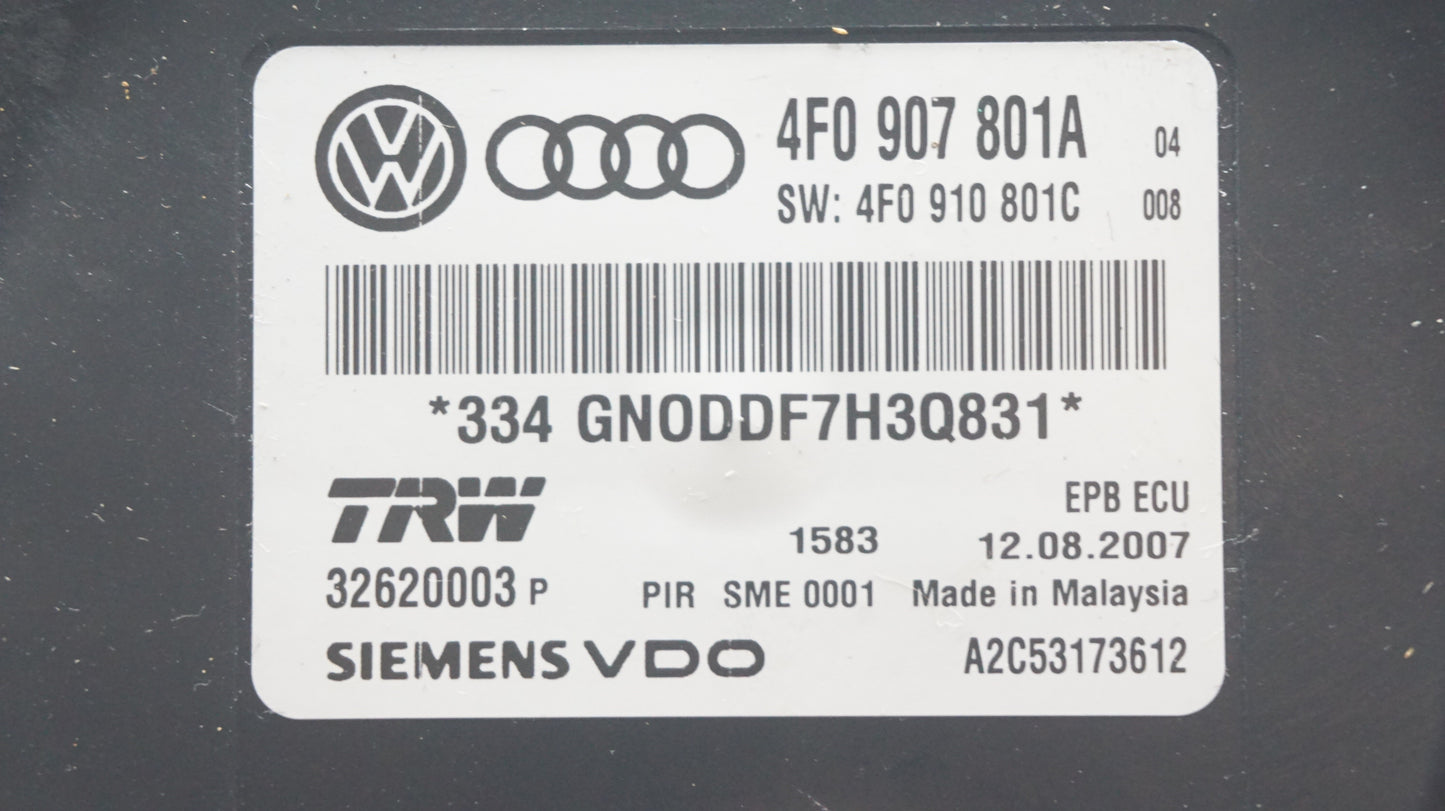 4F0 907 801A 04
SW: 4F0 910 801C 008
*334 GNODDF7H3Q831*
TRW EPB ECU
1583 12.08.2007
32620003 P PIR SME 0001 Made in Malaysia
SIEMENS VDO A2C53173612